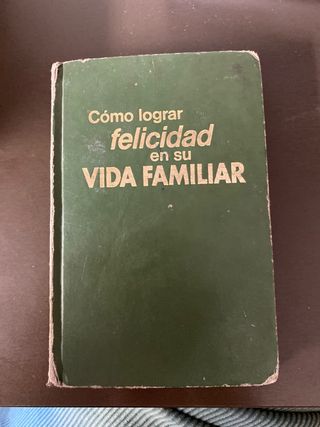 Cómo lograr
felicidad
en su
VIDA FAMILIAR